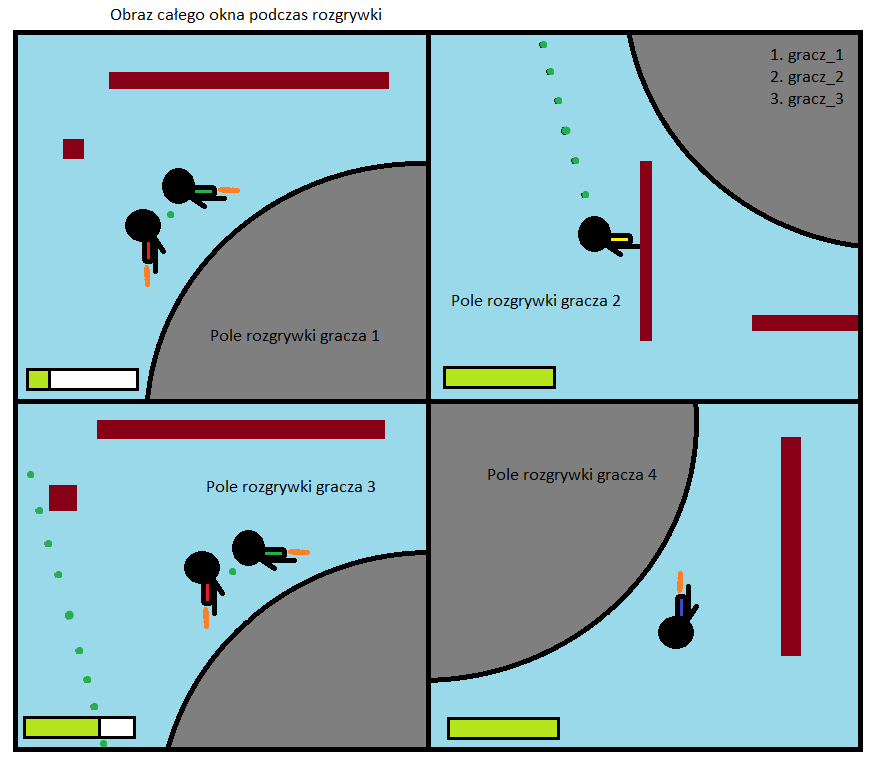 Obraz całego okna podczas rozgrywki
1. gracz_1
2. gracz_2
3. gracz_3
Pole rozgrywki gracza 1
Pole rozgrywki gracza 2
Pole rozgrywki gracza 3
Pole rozgrywki gracza 4